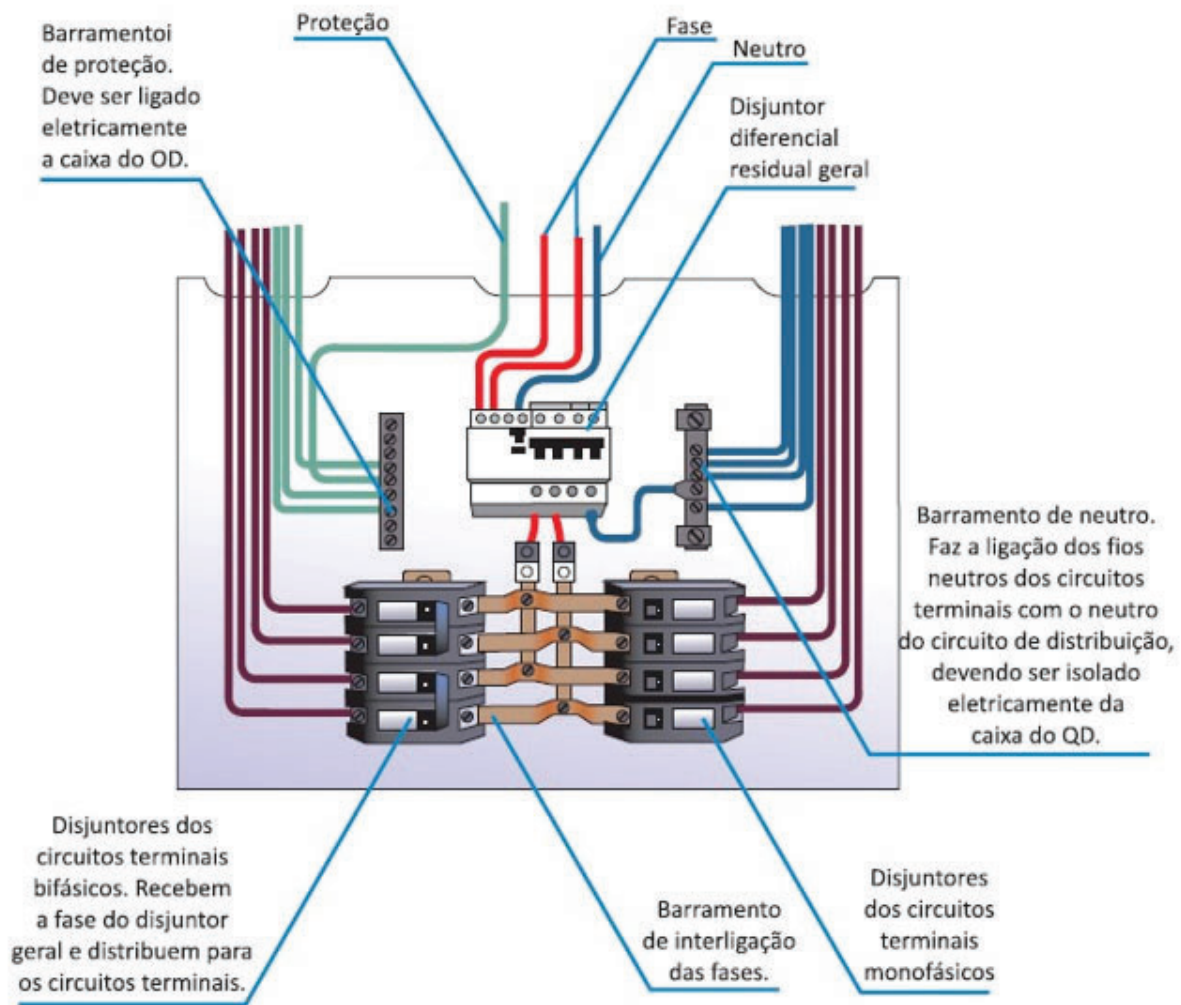 Barramentoi
de proteção.
Deve ser ligado
eletricamente
a caixa do OD.
Proteção
Fase
Neutro
Disjuntor
diferencial
residual geral
Barramento de neutro.
Faz a ligação dos fios
neutros dos circuitos
terminais com o neutro
do circuito de distribuição,
devendo ser isolado
eletricamente da
caixa do QD.
Disjuntores dos
circuitos terminais
bifásicos. Recebem
a fase do disjuntor
geral e distribuem para
os circuitos terminais.
Barramento
de interligação
das fases.
Disjuntores
dos circuitos
terminais
monofásicos